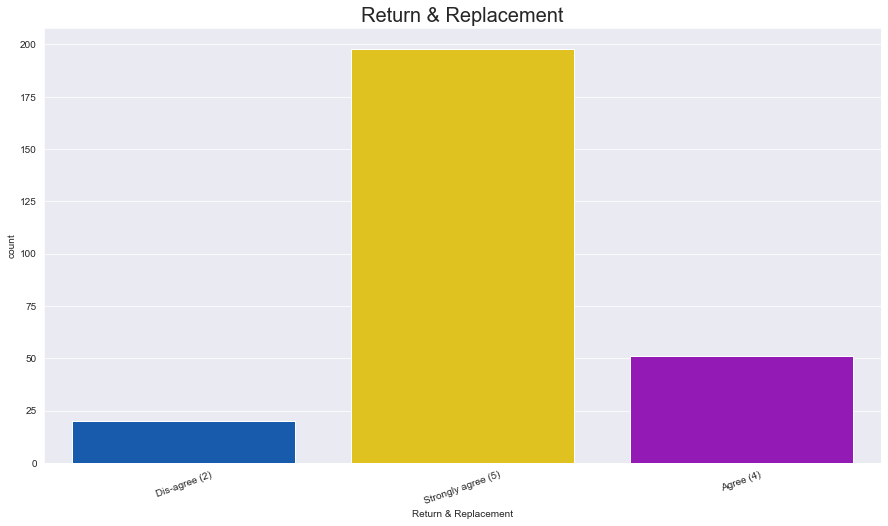 Return & Replacement
200
175
150
125
100
75
50
25
0
count
Dis-agree (2)
Strongly agree (5)
Agree (4)
Return & Replacement